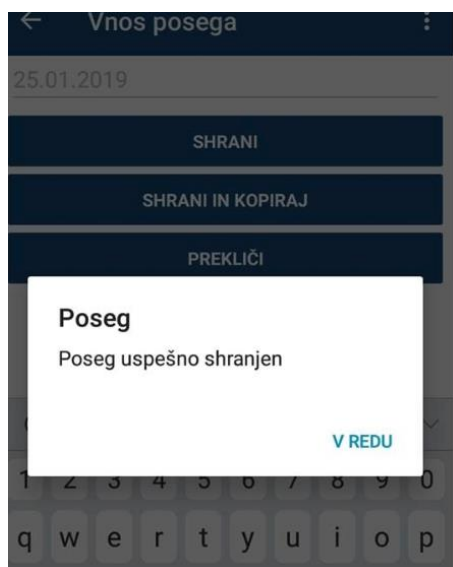 Vnos posega
25.01.2019
SHRANI
SHRANI IN KOPIRAJ
PREKLIČI
Poseg
Poseg uspešno shranjen
V REDU
1 2 3 4 5 6 7 8 9 0
q w e r t y u i o p